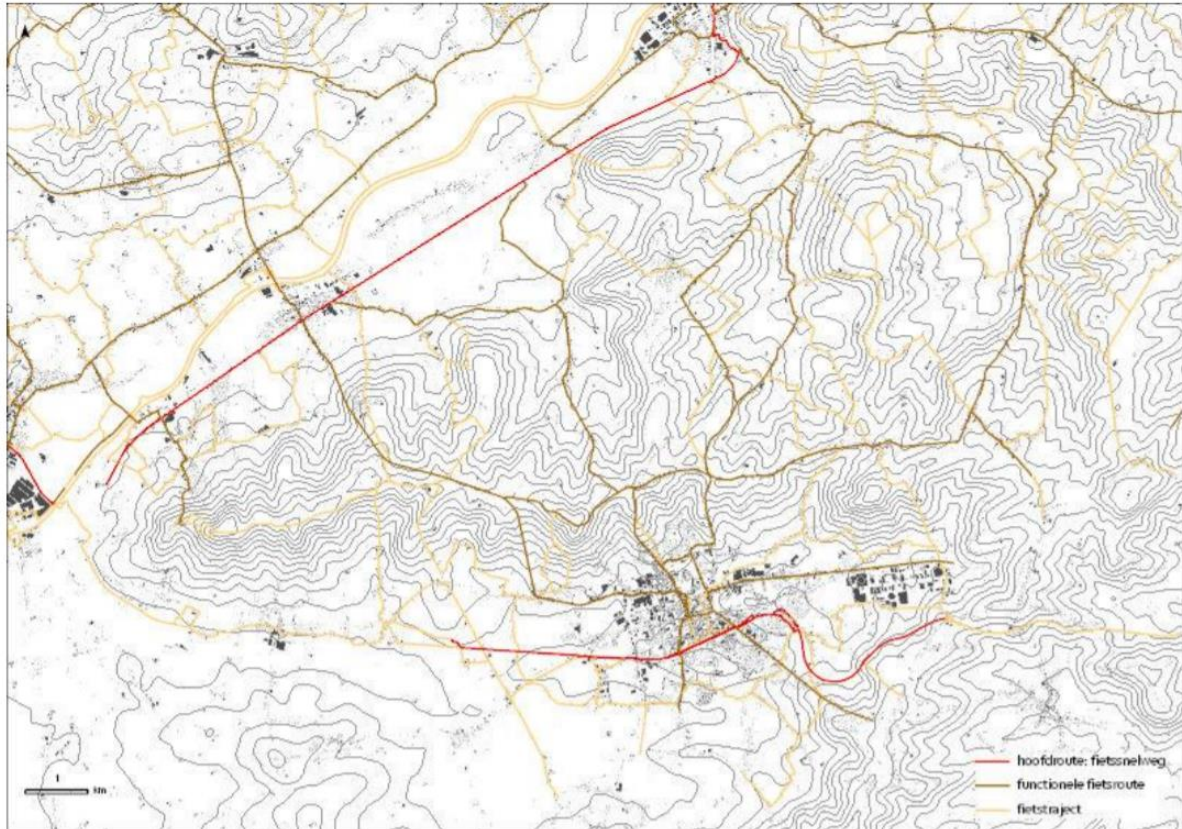 hoofdroute: fietssnelweg
functionele fietsroute
fietstraject
1
km